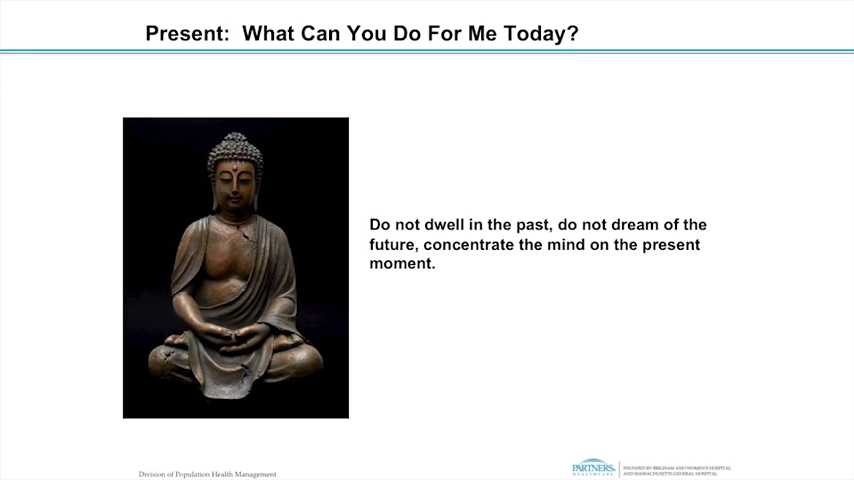 Present:  What Can You Do For Me Today?
Do not dwell in the past, do not dream of the
future, concentrate the mind on the present
moment.
Division of Population Health Management
PARTNERS.
HEALTHCARE
FOUNDED BY BRIGHAM AND WOMEN'S HOSPITAL
AND MASSACHUSETTS GENERAL HOSPITAL